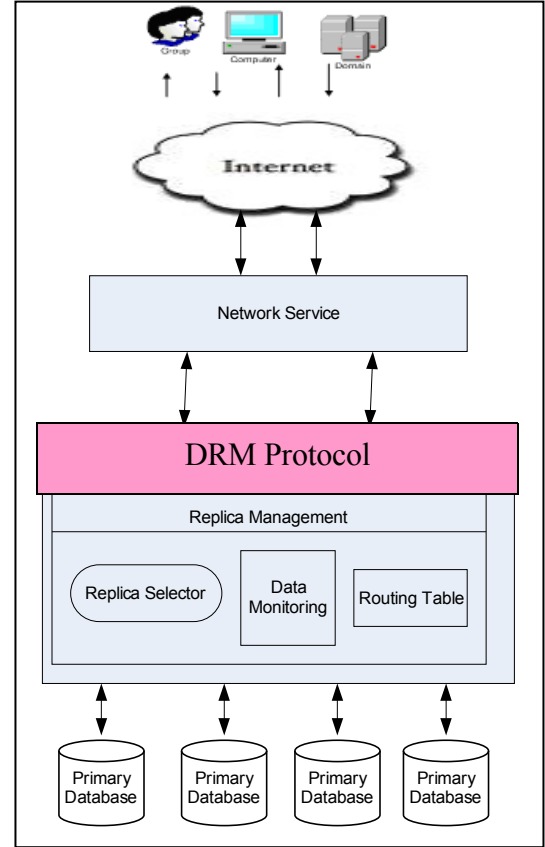 Group
Computer
Domain
Internet
Network Service
DRM Protocol
Replica Management
Replica Selector
Data
Monitoring
Routing Table
Primary
Database
Primary
Database
Primary
Database
Primary
Database